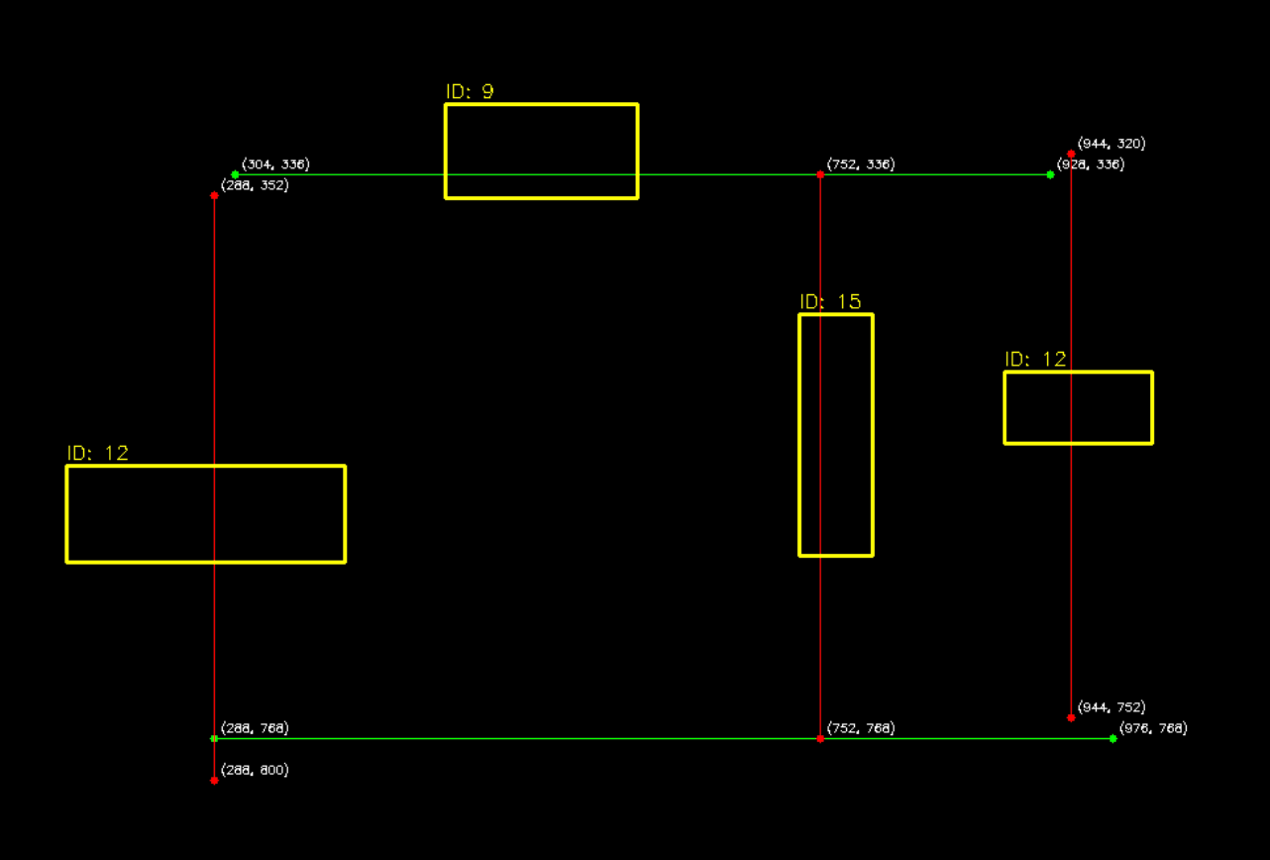 ID: 9
(944, 320)
(304, 336)
(752, 336)
(928, 336)
(288, 352)
ID: 15
ID: 12
ID: 12
(944, 752)
(288, 768)
(752, 768)
(976, 768)
(288, 800)